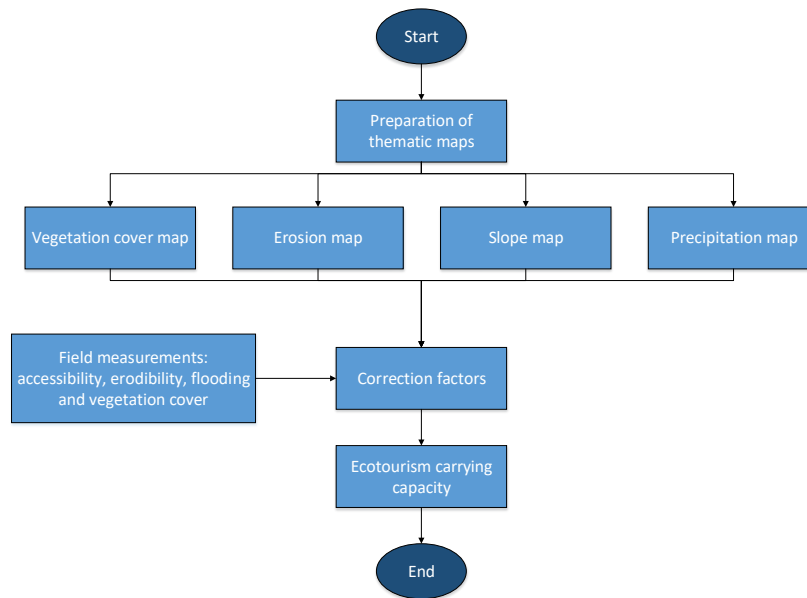 Start
Preparation of
thematic maps
Vegetation cover map
Erosion map
Slope map
Precipitation map
Field measurements:
accessibility, erodibility, flooding
and vegetation cover
Correction factors
Ecotourism carrying
capacity
End